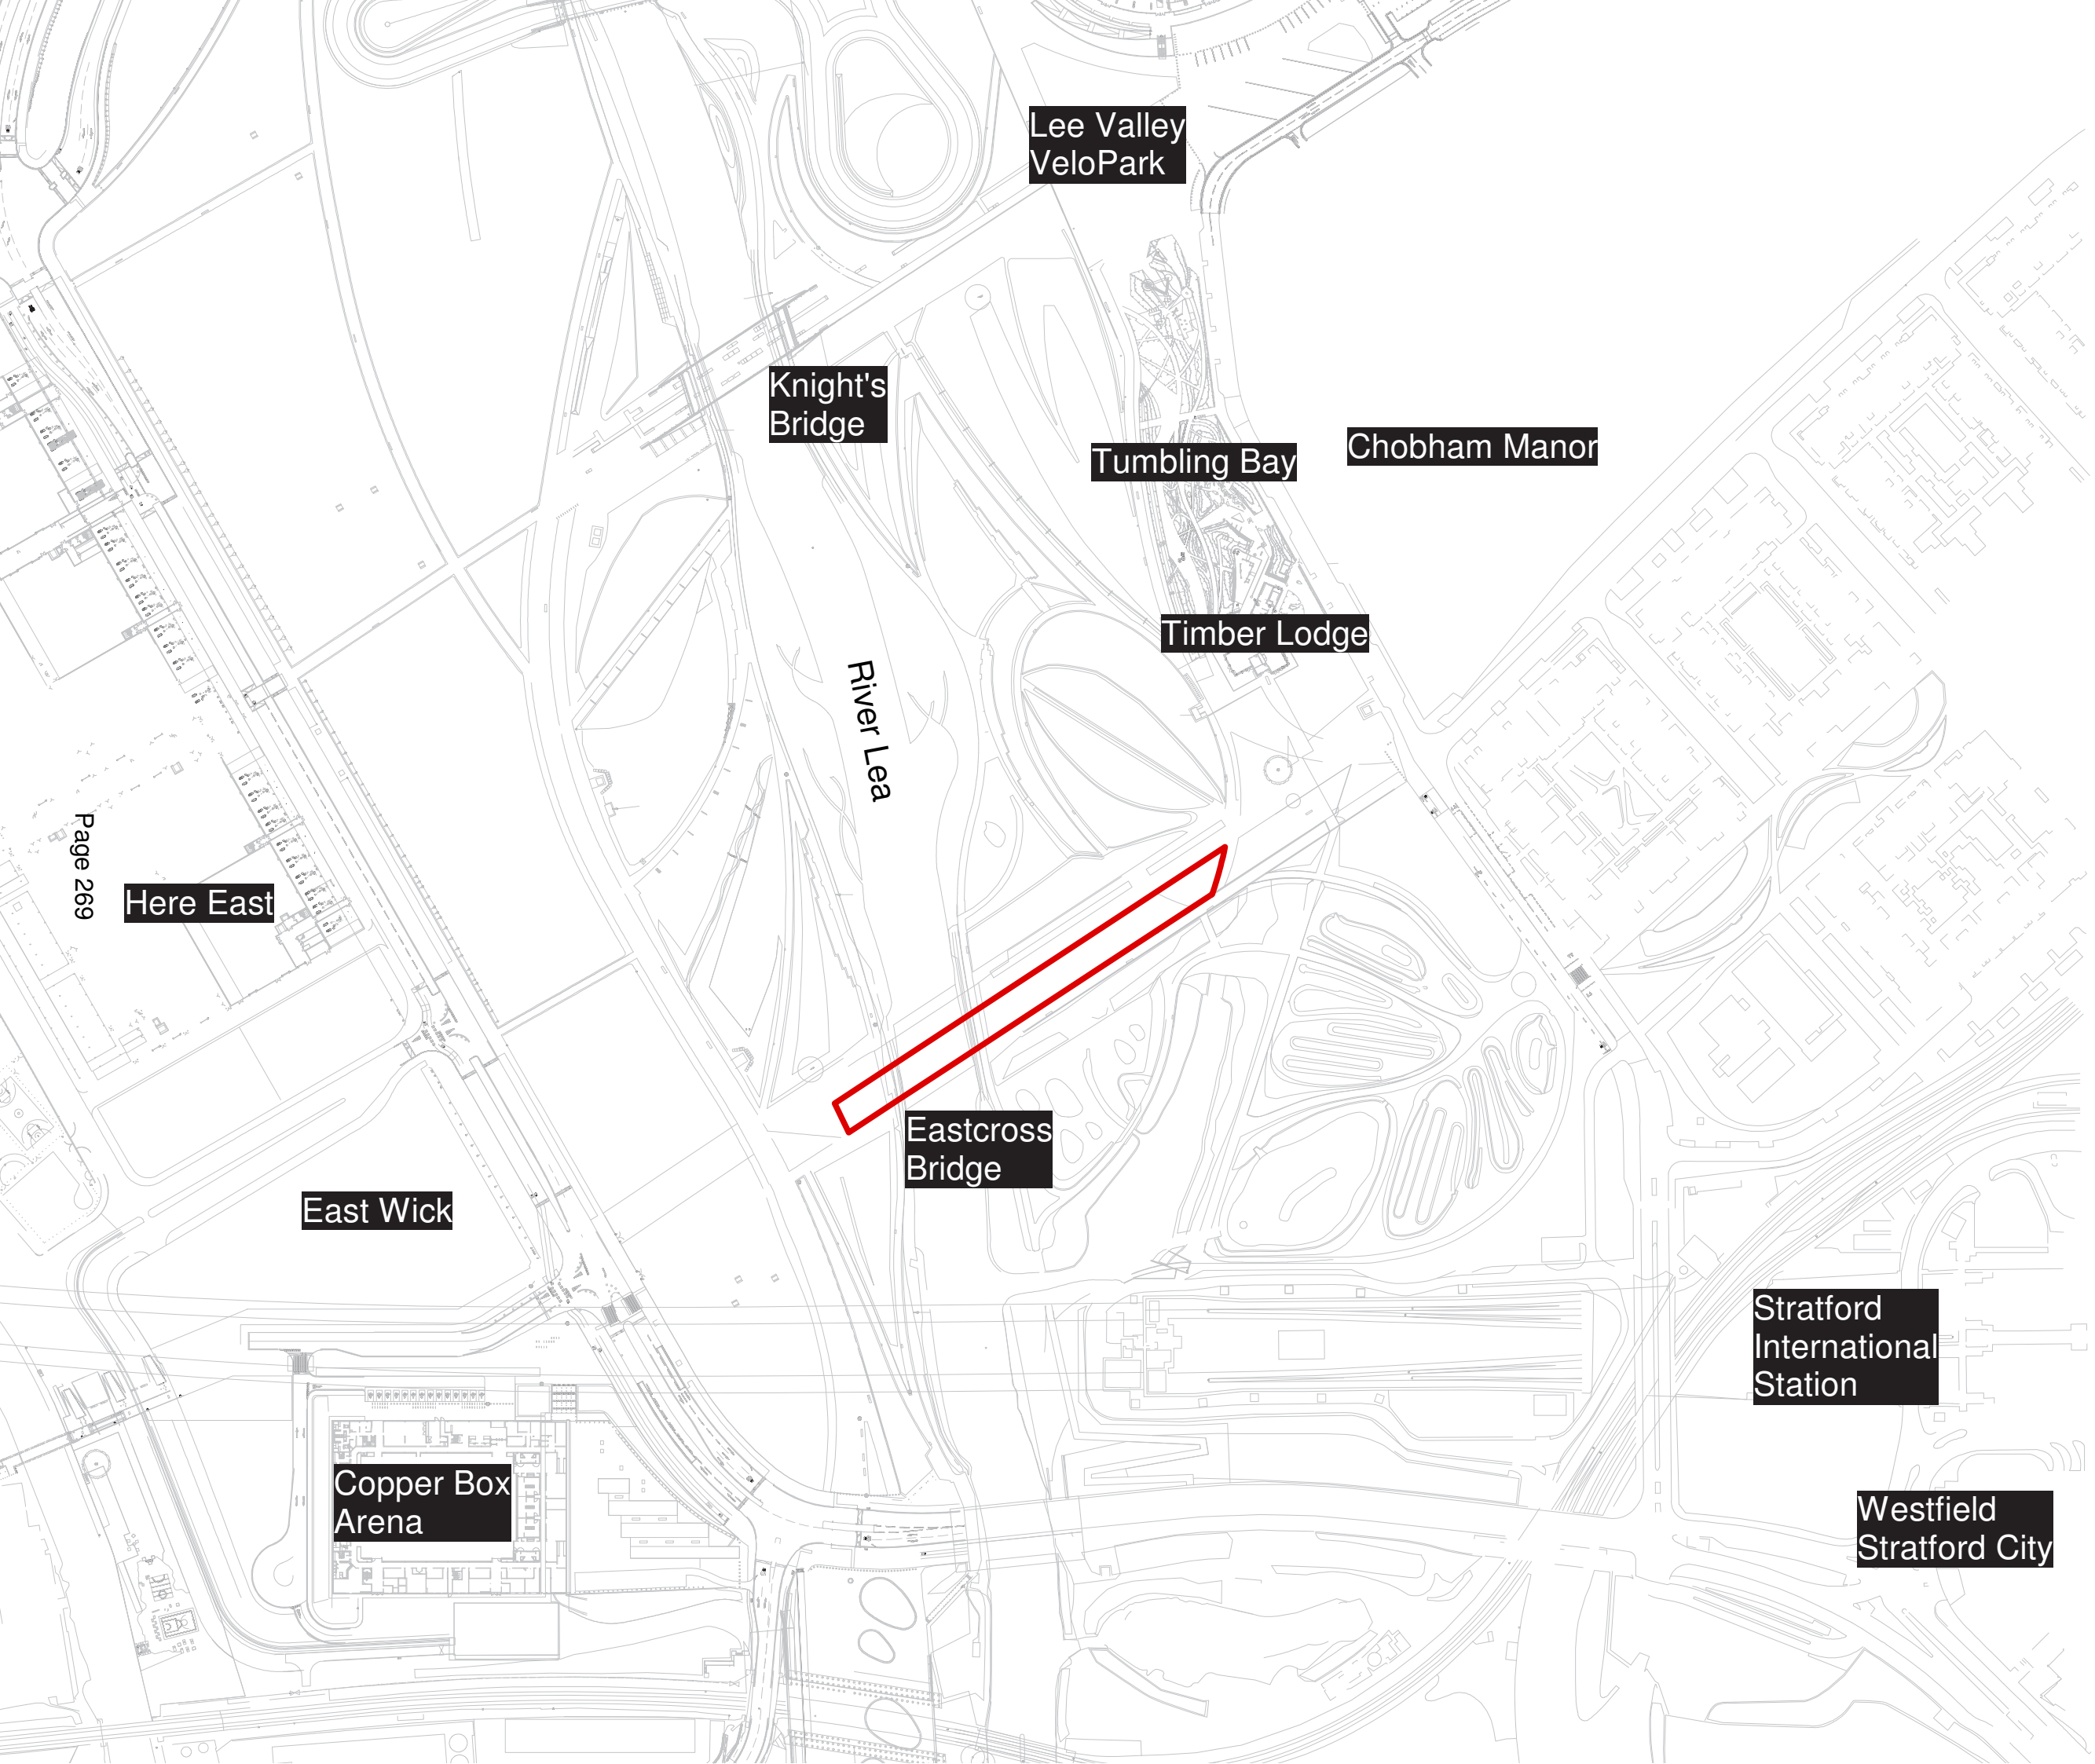 Lee Valley
VeloPark
Knight's
Bridge
Tumbling Bay
Chobham Manor
Timber Lodge
River Lea
Page 269
Here East
Eastcross
Bridge
East Wick
Stratford
International
Station
Copper Box
Arena
Westfield
Stratford City